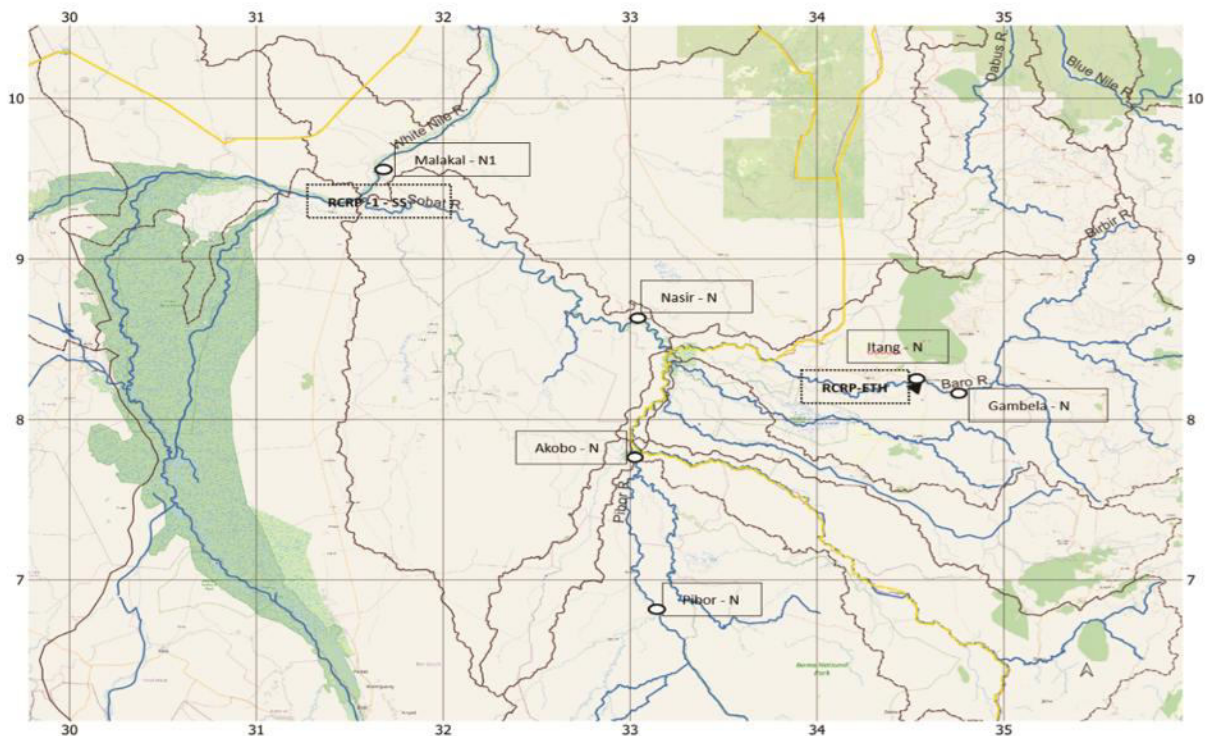 30 31 32 33 34 35
10 10
Dabus R.
Blue Nile R.
White Nile R.
Malakal - N1
RCRP -1 - SS
Sobat R.
Birbir R.
9 9
Nasir - N
Itang - N
RCRP-ETH
Baro R.
Gambela - N
8 8
Akobo - N
Pibor R.
7 7
Pibor - N
30 31 32 33 34 35